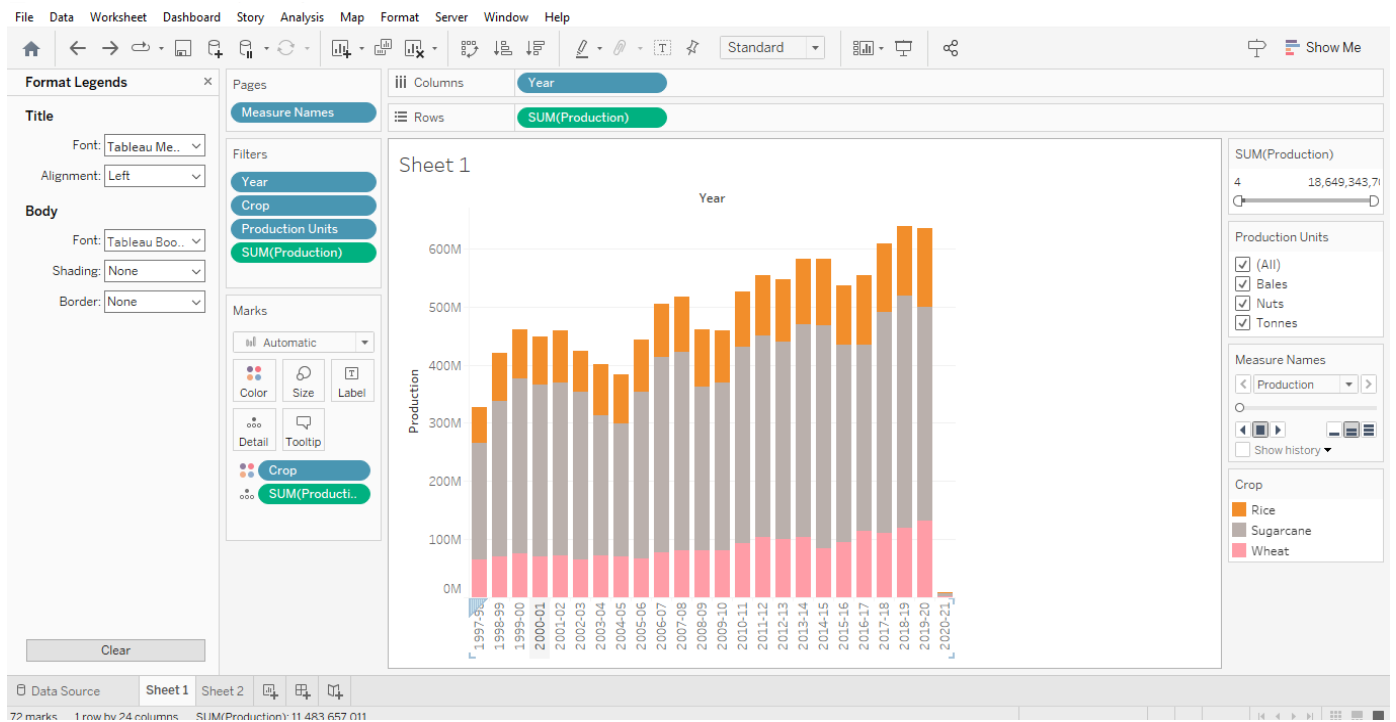 File Data Worksheet Dashboard Story Analysis Map Format Server Window Help
Standard
Show Me
Format Legends ×
Title
Font: Tableau Me..
Alignment: Left
Body
Font: Tableau Boo..
Shading: None
Border: None
Clear
Pages
Measure Names
Filters
Year
Crop
Production Units
SUM(Production)
Marks
Automatic
Color Size Label
Detail Tooltip
Crop
SUM(Producti..
Columns Year
Rows SUM(Production)
Sheet 1
Year
Production
600M
500M
400M
300M
200M
100M
0M
1997-98
1998-99
1999-00
2000-01
2001-02
2002-03
2003-04
2004-05
2005-06
2006-07
2007-08
2008-09
2009-10
2010-11
2011-12
2012-13
2013-14
2014-15
2015-16
2016-17
2017-18
2018-19
2019-20
2020-21
SUM(Production)
4 18,649,343,7
Production Units
(All)
Bales
Nuts
Tonnes
Measure Names
Production
Show history
Crop
Rice
Sugarcane
Wheat
Data Source Sheet 1 Sheet 2
72 marks 1 row by 24 columns SUM(Production): 11,483,657,011